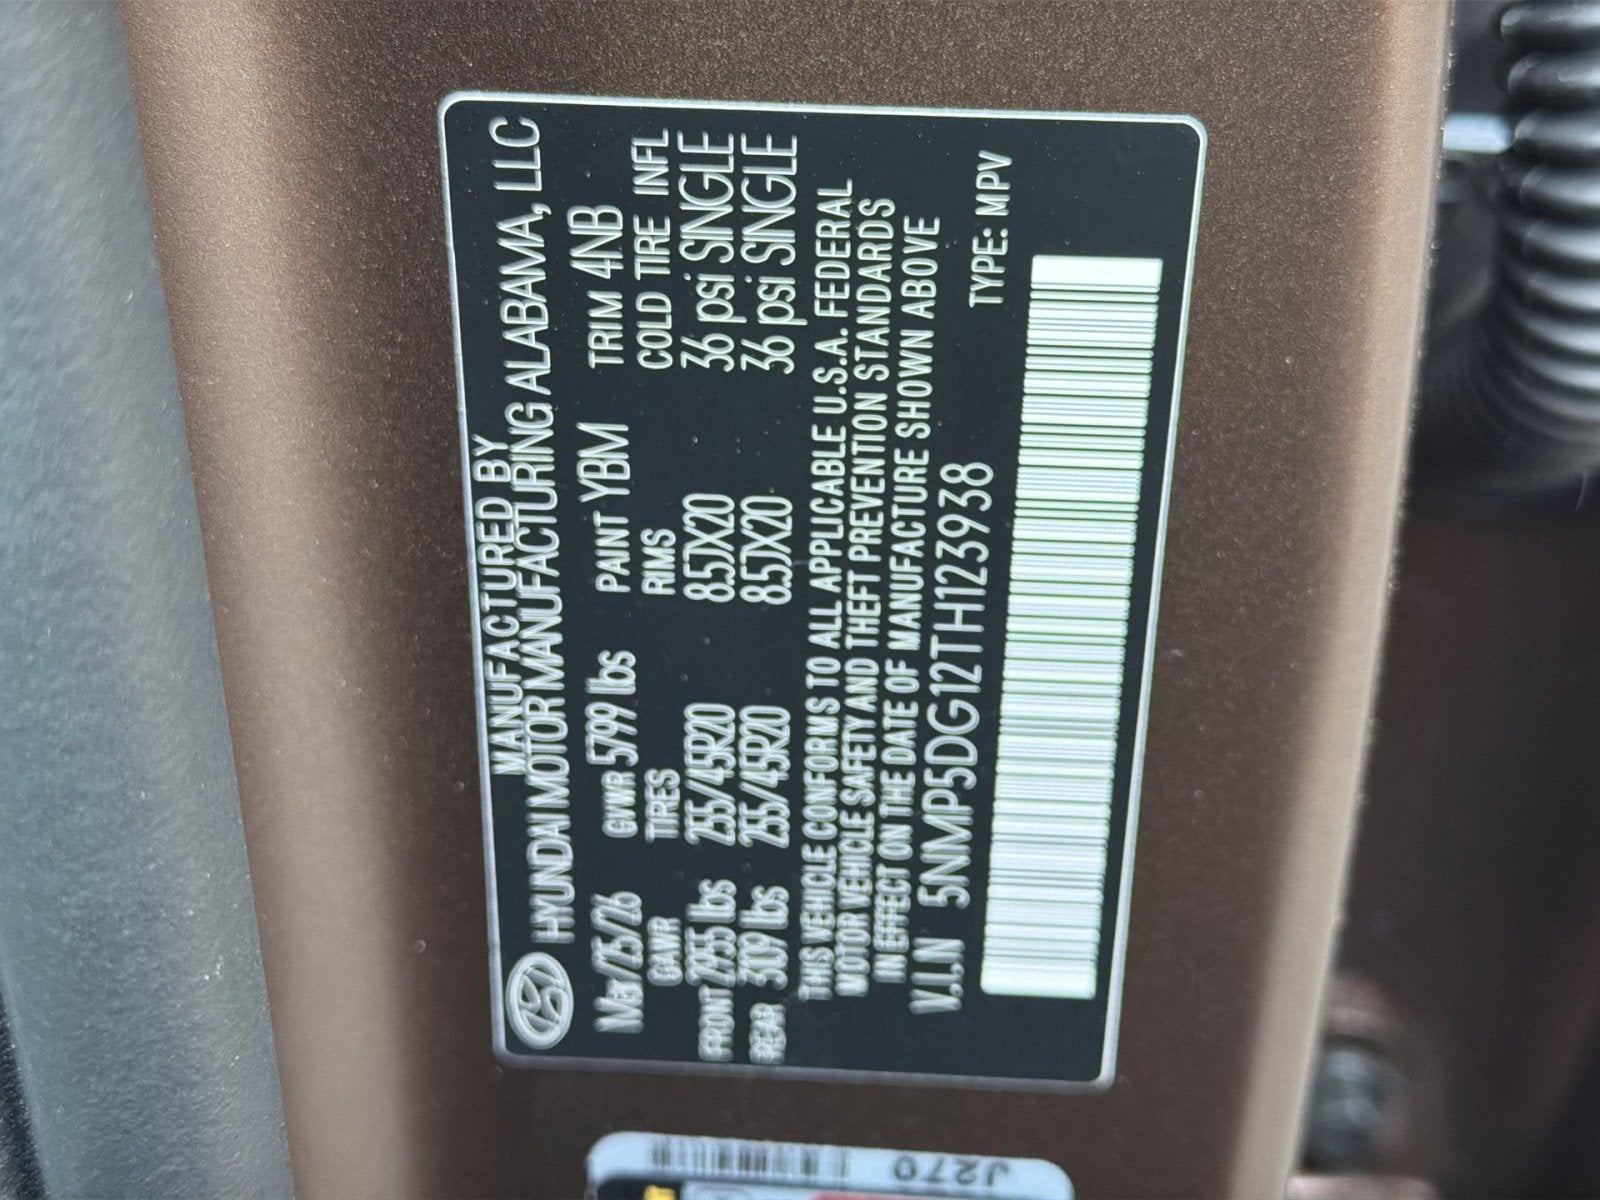 MANUFACTURED BY
HYUNDAI MOTOR MANUFACTURING ALABAMA, LLC
GVWR 5799 lbs PAINT YBM TRIM 4NB
GAWR TIRES RIMS COLD TIRE INFL
FRONT 2955 lbs 255/45R20 8.5JX20 36 psi SINGLE
REAR 3109 lbs 255/45R20 8.5JX20 36 psi SINGLE
THIS VEHICLE CONFORMS TO ALL APPLICABLE U.S.A. FEDERAL
MOTOR VEHICLE SAFETY AND THEFT PREVENTION STANDARDS
IN EFFECT ON THE DATE OF MANUFACTURE SHOWN ABOVE
V.I.N 5NMP5DG12TH123938 TYPE: MPV
J270